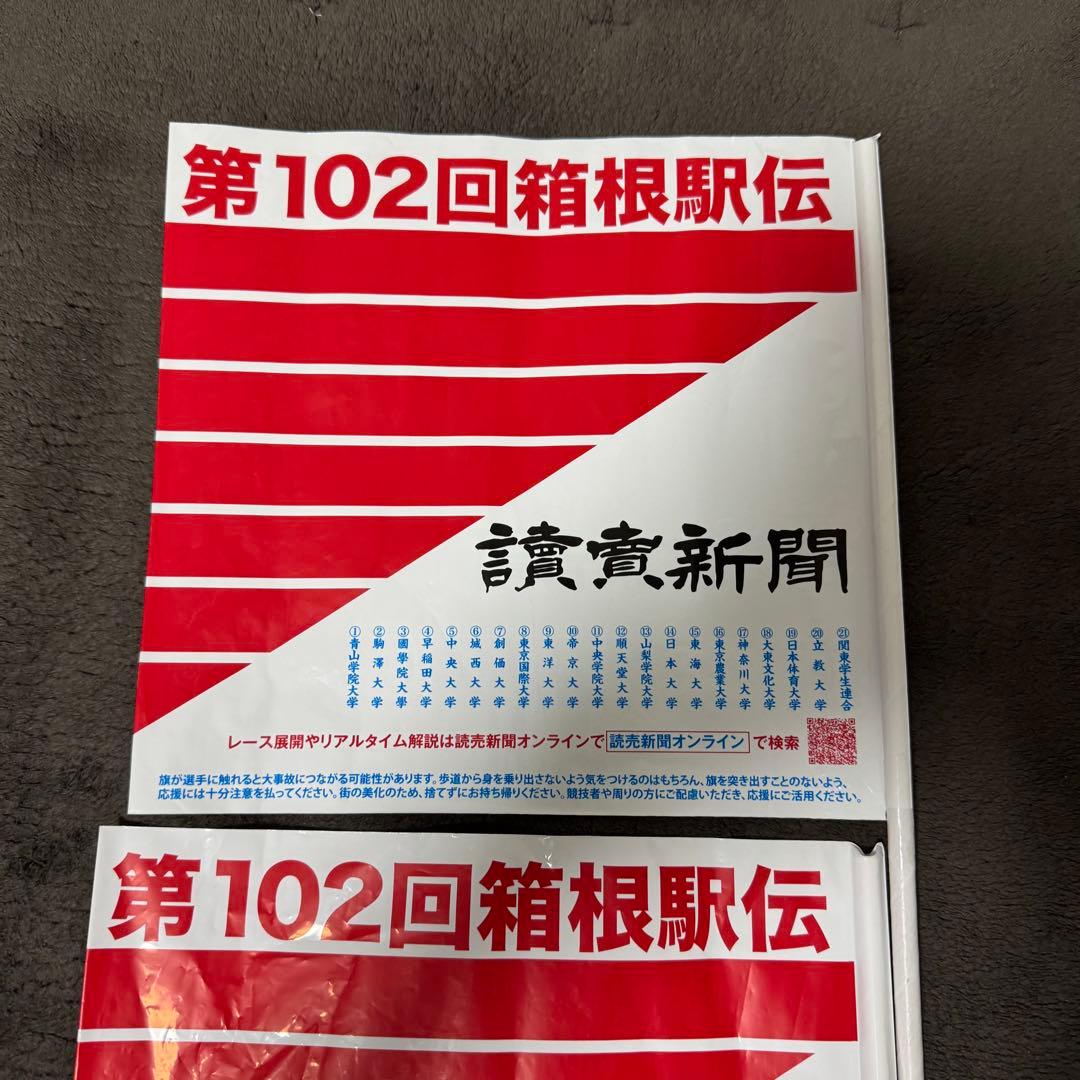 第102回箱根駅伝
讀賣新聞
①青山学院大学
②駒澤大学
③國學院大學
④早稲田大学
⑤中央大学
⑥城西大学
⑦創価大学
⑧東京国際大学
⑨東洋大学
⑩帝京大学
⑪中央学院大学
⑫順天堂大学
⑬山梨学院大学
⑭日本大学
⑮東海大学
⑯東京農業大学
⑰神奈川大学
⑱大東文化大学
⑲日本体育大学
⑳立教大学
㉑関東学生連合
レース展開やリアルタイム解説は読売新聞オンラインで 読売新聞オンライン で検索
旗が選手に触れると大事故につながる可能性があります。歩道から身を乗り出さないよう気をつけるのはもちろん、旗を突き出すことのないよう、
応援には十分注意を払ってください。街の美化のため、捨てずにお持ち帰りください。競技者や周りの方にご配慮いただき、応援にご活用ください。
第102回箱根駅伝